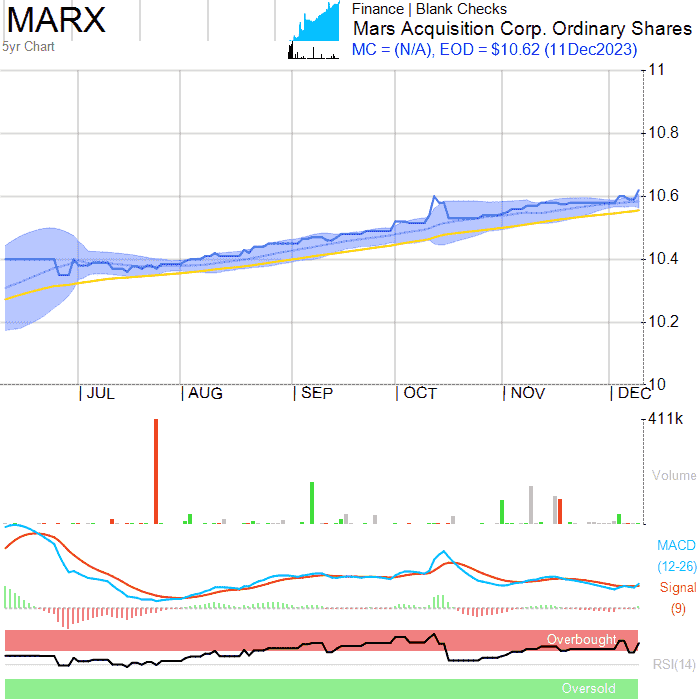 MARX
5yr Chart
Finance | Blank Checks
Mars Acquisition Corp. Ordinary Shares
MC = (N/A), EOD = $10.62 (11Dec2023)
11
10.8
10.6
10.4
10.2
10
JUL AUG SEP OCT NOV DEC
411k
Volume
MACD
(12-26)
Signal
(9)
Overbought
RSI(14)
Oversold